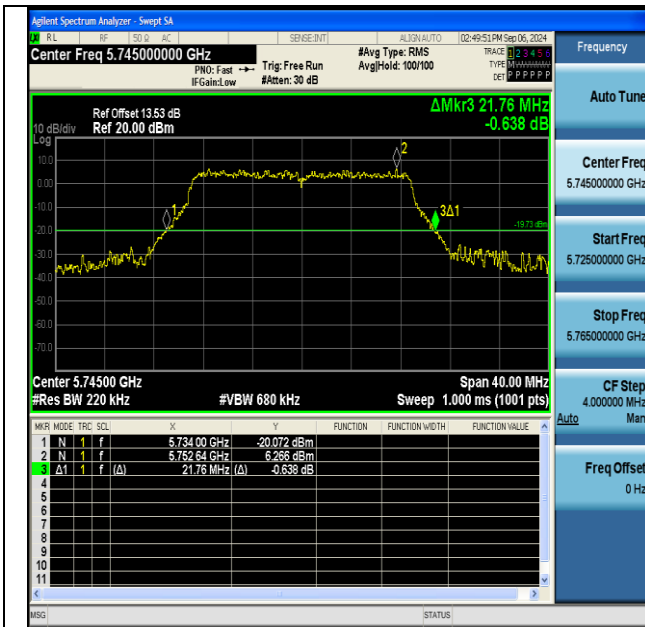 Agilent Spectrum Analyzer - Swept SA
RL RF 50 Ω AC SENSE:INT ALIGN AUTO 02:49:51 PM Sep 06, 2024
Center Freq 5.745000000 GHz
PNO: Fast
IFGain:Low
Trig: Free Run
#Atten: 30 dB
#Avg Type: RMS
Avg|Hold: 100/100
TRACE 1 2 3 4 5 6
TYPE M
DET P P P P P P
ΔMkr3 21.76 MHz
-0.638 dB
Ref Offset 13.53 dB
Ref 20.00 dBm
10 dB/div
Log
10.0
0.00
-10.0
-20.0
-30.0
-40.0
-50.0
-60.0
-70.0
1
2
3Δ1
-19.73 dBm
Center 5.74500 GHz
Span 40.00 MHz
#Res BW 220 kHz
#VBW 680 kHz
Sweep 1.000 ms (1001 pts)
MKR MODE TRC SCL X Y FUNCTION FUNCTION WIDTH FUNCTION VALUE
1 N 1 f 5.734 00 GHz -20.072 dBm
2 N 1 f 5.752 64 GHz 6.266 dBm
3 Δ1 1 f (Δ) 21.76 MHz (Δ) -0.638 dB
4
5
6
7
8
9
10
11
MSG
STATUS
Frequency
Auto Tune
Center Freq
5.745000000 GHz
Start Freq
5.725000000 GHz
Stop Freq
5.765000000 GHz
CF Step
4.000000 MHz
Auto Man
Freq Offset
0 Hz